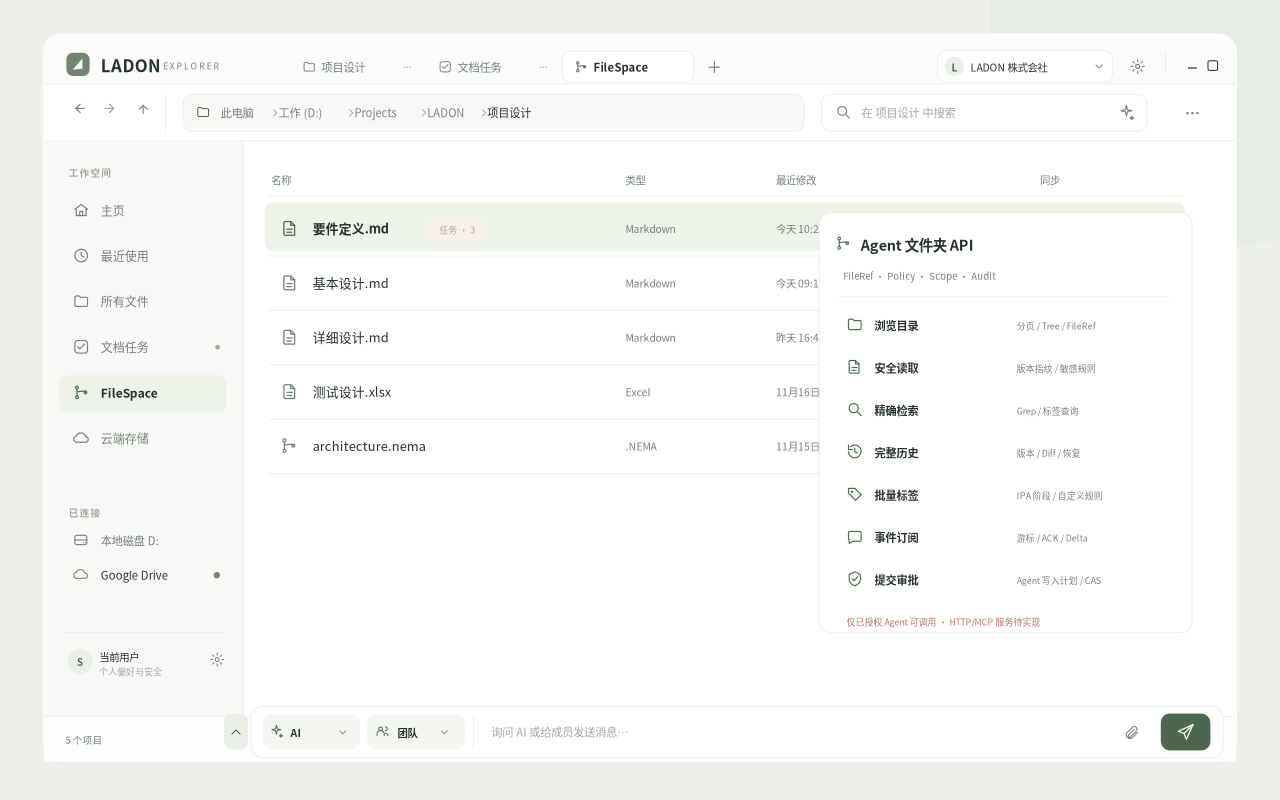 LADON EXPLORER
项目设计 ···
文档任务 ···
FileSpace
L LADON 株式会社
此电脑 工作 (D:) Projects LADON 项目设计
在 项目设计 中搜索
工作空间
主页
最近使用
所有文件
文档任务
FileSpace
云端存储
已连接
本地磁盘 D:
Google Drive
S 当前用户
个人偏好与安全
5 个项目
名称 类型 最近修改 同步
要件定义.md 任务 · 3 Markdown 今天 10:2
基本设计.md Markdown 今天 09:1
详细设计.md Markdown 昨天 16:4
测试设计.xlsx Excel 11月16日
architecture.nema .NEMA 11月15日
Agent 文件夹 API
FileRef · Policy · Scope · Audit
浏览目录 分页 / Tree / FileRef
安全读取 版本指纹 / 敏感规则
精确检索 Grep / 标签查询
完整历史 版本 / Diff / 恢复
批量标签 IPA 阶段 / 自定义规则
事件订阅 游标 / ACK / Delta
提交审批 Agent 写入计划 / CAS
仅已授权 Agent 可调用 · HTTP/MCP 服务待实现
AI
团队
询问 AI 或给成员发送消息···